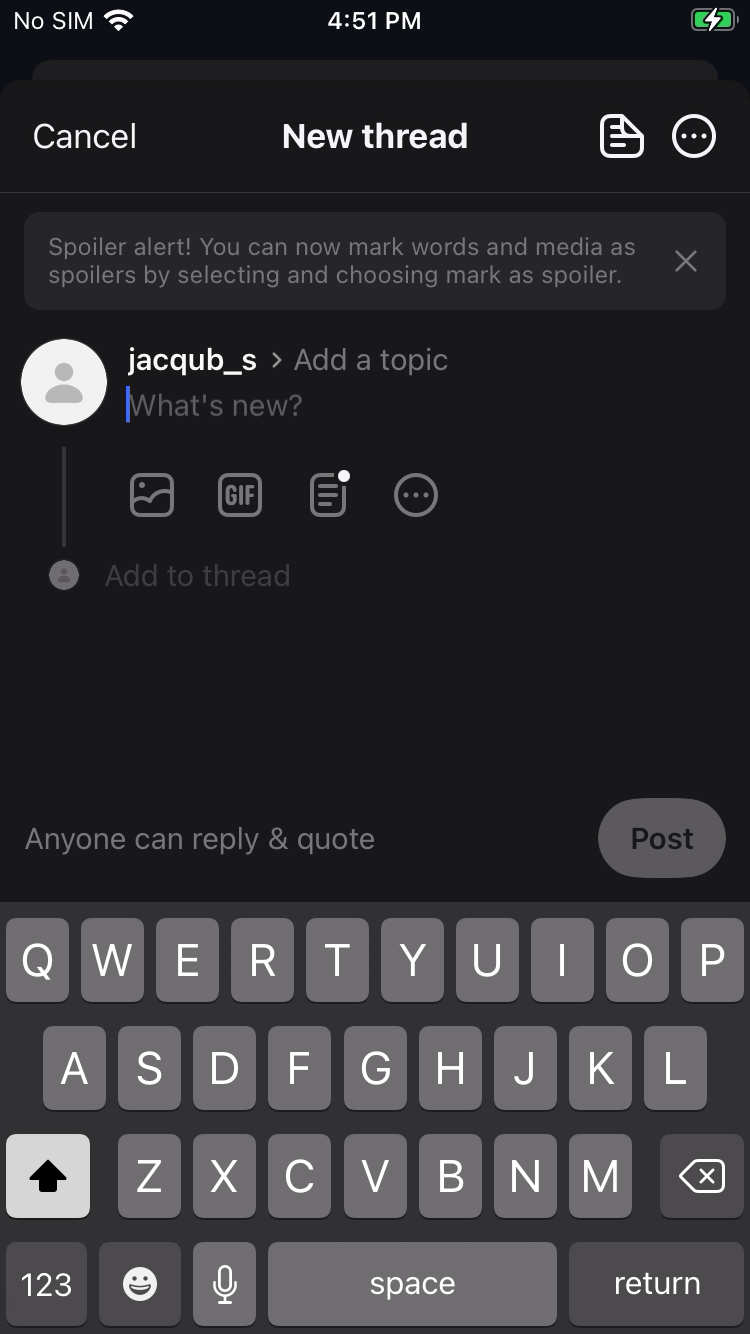 No SIM 4:51 PM
Cancel New thread
Spoiler alert! You can now mark words and media as
spoilers by selecting and choosing mark as spoiler.
jacqub_s > Add a topic
What's new?
GIF
Add to thread
Anyone can reply & quote Post
Q W E R T Y U I O P
A S D F G H J K L
Z X C V B N M
123 space return